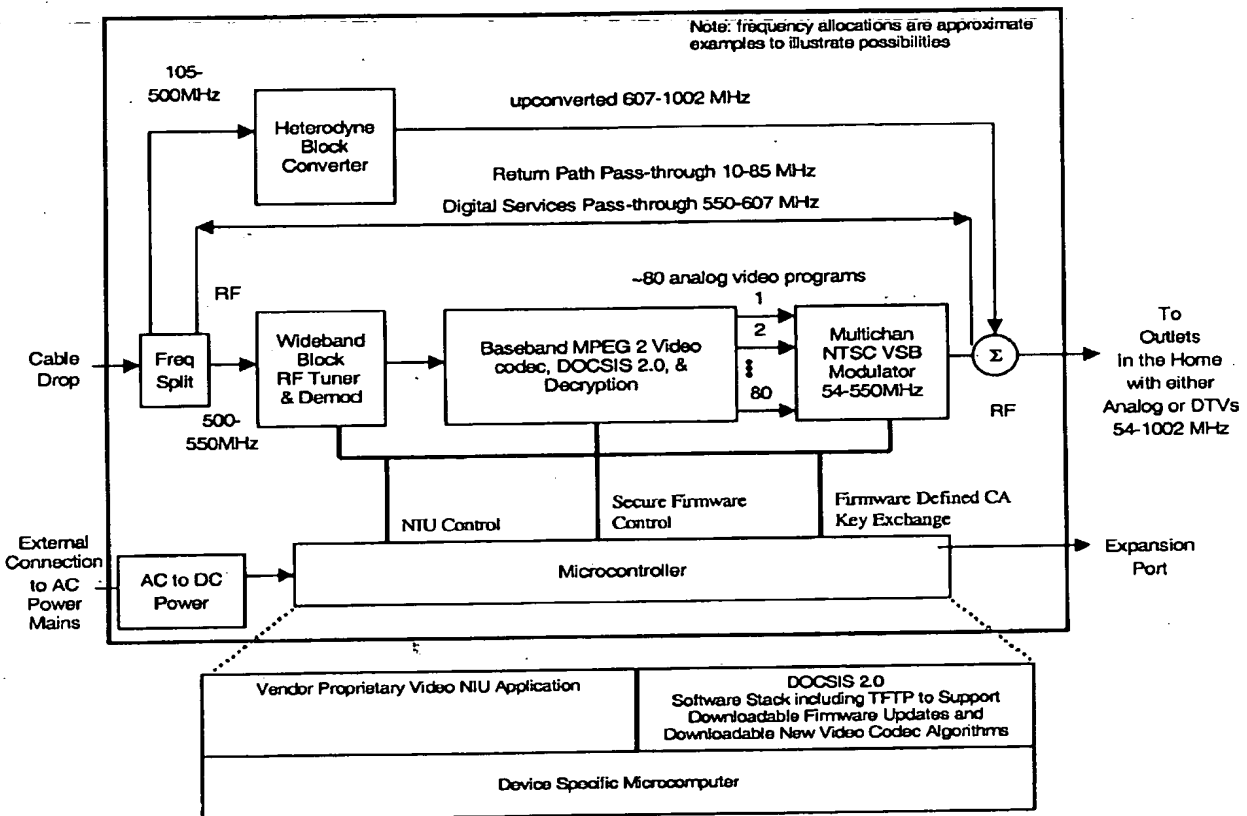 Note: frequency allocations are approximate
examples to illustrate possibilities
105-
500MHz
upconverted 607-1002 MHz
Heterodyne
Block
Converter
Return Path Pass-through 10-85 MHz
Digital Services Pass-through 550-607 MHz
~80 analog video programs
RF
1
2
80
Cable
Drop
Freq
Split
Wideband
Block
RF Tuner
& Demod
Baseband MPEG 2 Video
codec, DOCSIS 2.0, &
Decryption
Multichan
NTSC VSB
Modulator
54-550MHz
Σ
RF
To
Outlets
in the Home
with either
Analog or DTVs
54-1002 MHz
500-
550MHz
NIU Control
Secure Firmware
Control
Firmware Defined CA
Key Exchange
External
Connection
to AC
Power
Mains
AC to DC
Power
Microcontroller
Expansion
Port
Vendor Proprietary Video NIU Application
DOCSIS 2.0
Software Stack including TFTP to Support
Downloadable Firmware Updates and
Downloadable New Video Codec Algorithms
Device Specific Microcomputer